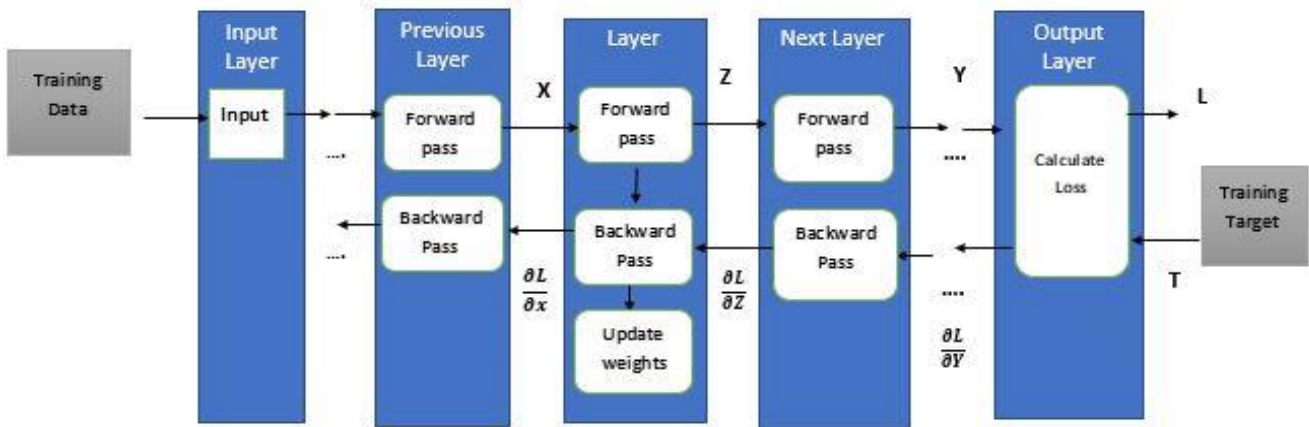 Training
Data
Input
Layer
Input
....
Previous
Layer
Forward
pass
Backward
Pass
....
X
∂L
∂x
Layer
Forward
pass
Backward
Pass
Update
weights
Z
∂L
∂Z
Next Layer
Forward
pass
Backward
Pass
Y
....
....
∂L
∂Y
Output
Layer
Calculate
Loss
L
Training
Target
T